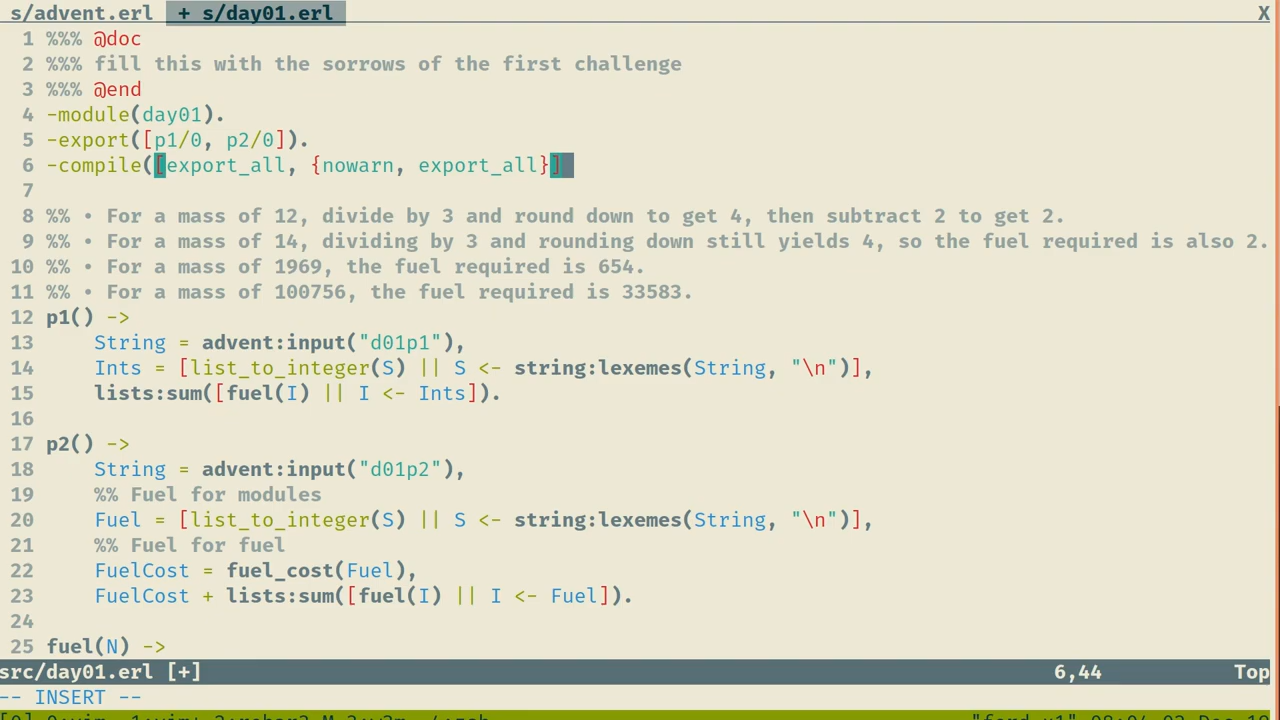 s/advent.erl + s/day01.erl X
1 %%% @doc
2 %%% fill this with the sorrows of the first challenge
3 %%% @end
4 -module(day01).
5 -export([p1/0, p2/0]).
6 -compile([export_all, {nowarn, export_all}]
7
8 %% • For a mass of 12, divide by 3 and round down to get 4, then subtract 2 to get 2.
9 %% • For a mass of 14, dividing by 3 and rounding down still yields 4, so the fuel required is also 2.
10 %% • For a mass of 1969, the fuel required is 654.
11 %% • For a mass of 100756, the fuel required is 33583.
12 p1() ->
13     String = advent:input("d01p1"),
14     Ints = [list_to_integer(S) || S <- string:lexemes(String, "\n")],
15     lists:sum([fuel(I) || I <- Ints]).
16
17 p2() ->
18     String = advent:input("d01p2"),
19     %% Fuel for modules
20     Fuel = [list_to_integer(S) || S <- string:lexemes(String, "\n")],
21     %% Fuel for fuel
22     FuelCost = fuel_cost(Fuel),
23     FuelCost + lists:sum([fuel(I) || I <- Fuel]).
24
25 fuel(N) ->
src/day01.erl [+] 6,44 Top
-- INSERT --